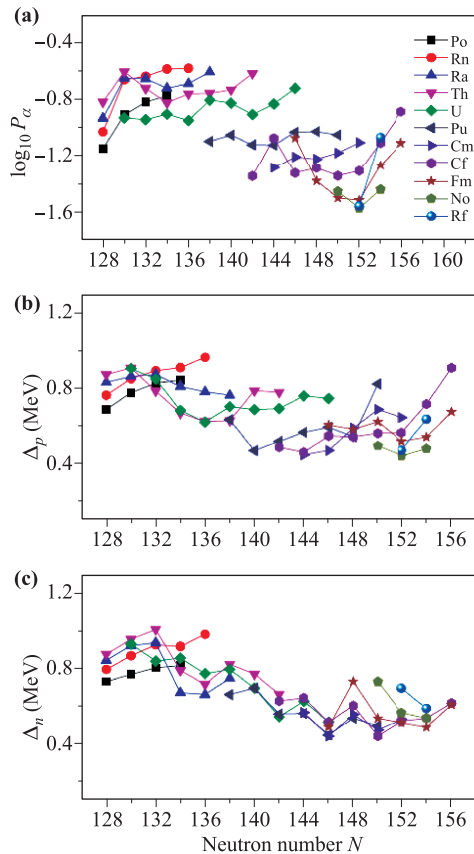 (a)
log₁₀ Pα
−0.4
−0.8
−1.2
−1.6
128 132 136 140 144 148 152 156 160
Po
Rn
Ra
Th
U
Pu
Cm
Cf
Fm
No
Rf
(b)
Δp (MeV)
1.2
0.8
0.4
128 132 136 140 144 148 152 156
(c)
Δn (MeV)
1.2
0.8
0.4
128 132 136 140 144 148 152 156
Neutron number N